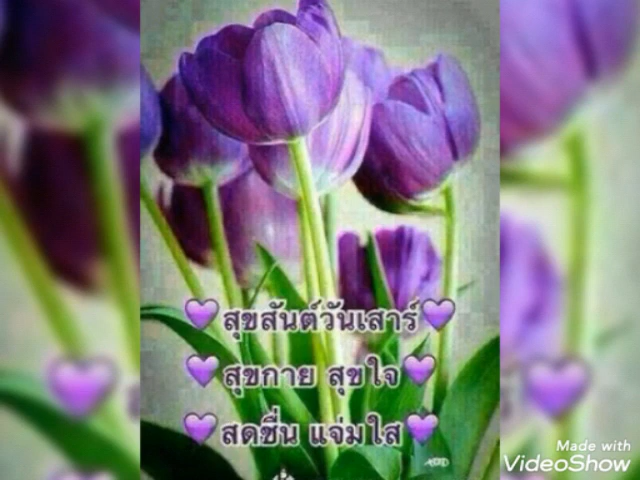 💜สุขสันต์วันเสาร์💜
💜สุขกาย สุขใจ💜
💜สดชื่น แจ่มใส💜
Made with
VideoShow